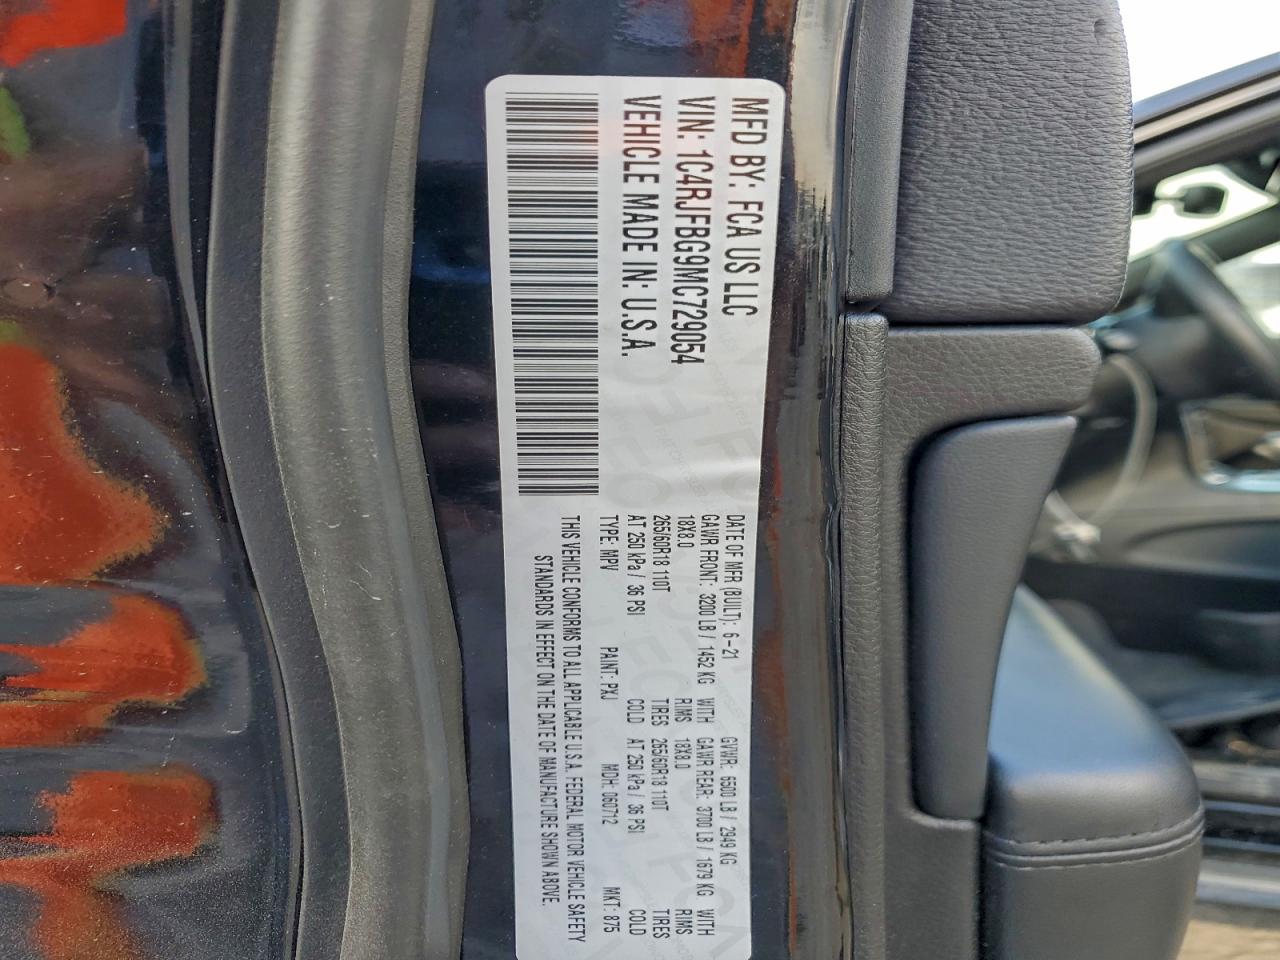 MFD BY: FCA US LLC
VIN: 1C4RJFBG9MC729054
VEHICLE MADE IN: U.S.A.
DATE OF MFR (BUILT): 6-21 GVWR: 6500 LB / 2949 KG
GAWR FRONT: 3200 LB / 1452 KG WITH GAWR REAR: 3700 LB / 1679 KG WITH
18X8.0 RIMS 18X8.0 RIMS
265/60R18 110T TIRES 265/60R18 110T TIRES
AT 250 kPa / 36 PSI COLD AT 250 kPa / 36 PSI COLD
TYPE: MPV PAINT: PXJ MDH: 060712 MKT: 875
THIS VEHICLE CONFORMS TO ALL APPLICABLE U.S.A. FEDERAL MOTOR VEHICLE SAFETY
STANDARDS IN EFFECT ON THE DATE OF MANUFACTURE SHOWN ABOVE.